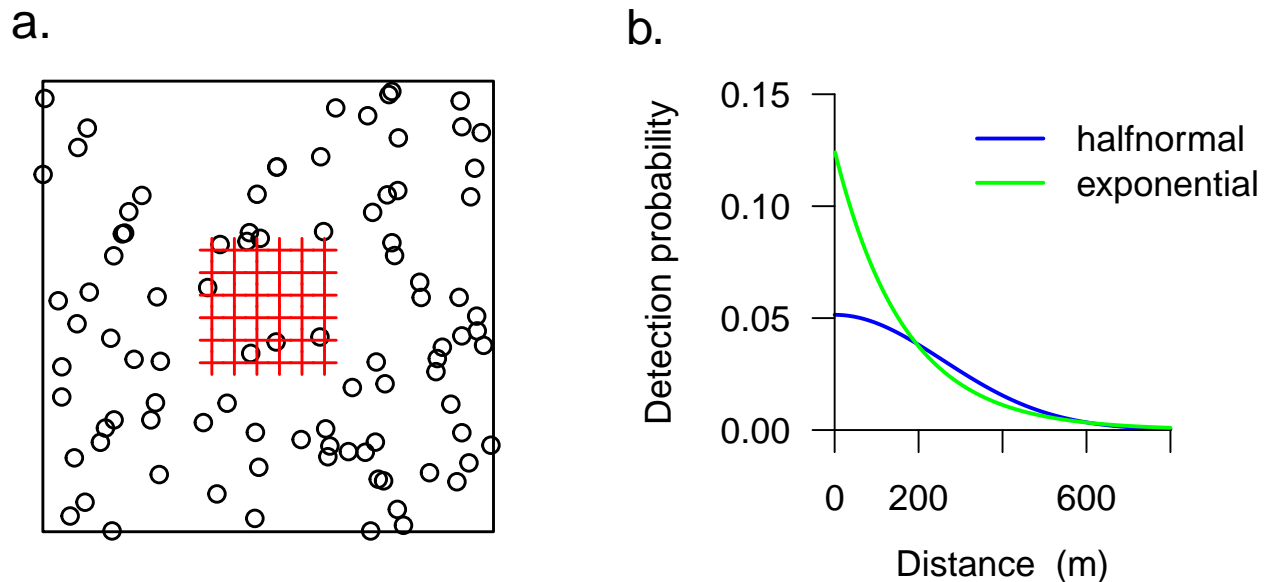 a.
b.
Detection probability
0.15
0.10
0.05
0.00
halfnormal
exponential
0 200 600
Distance (m)